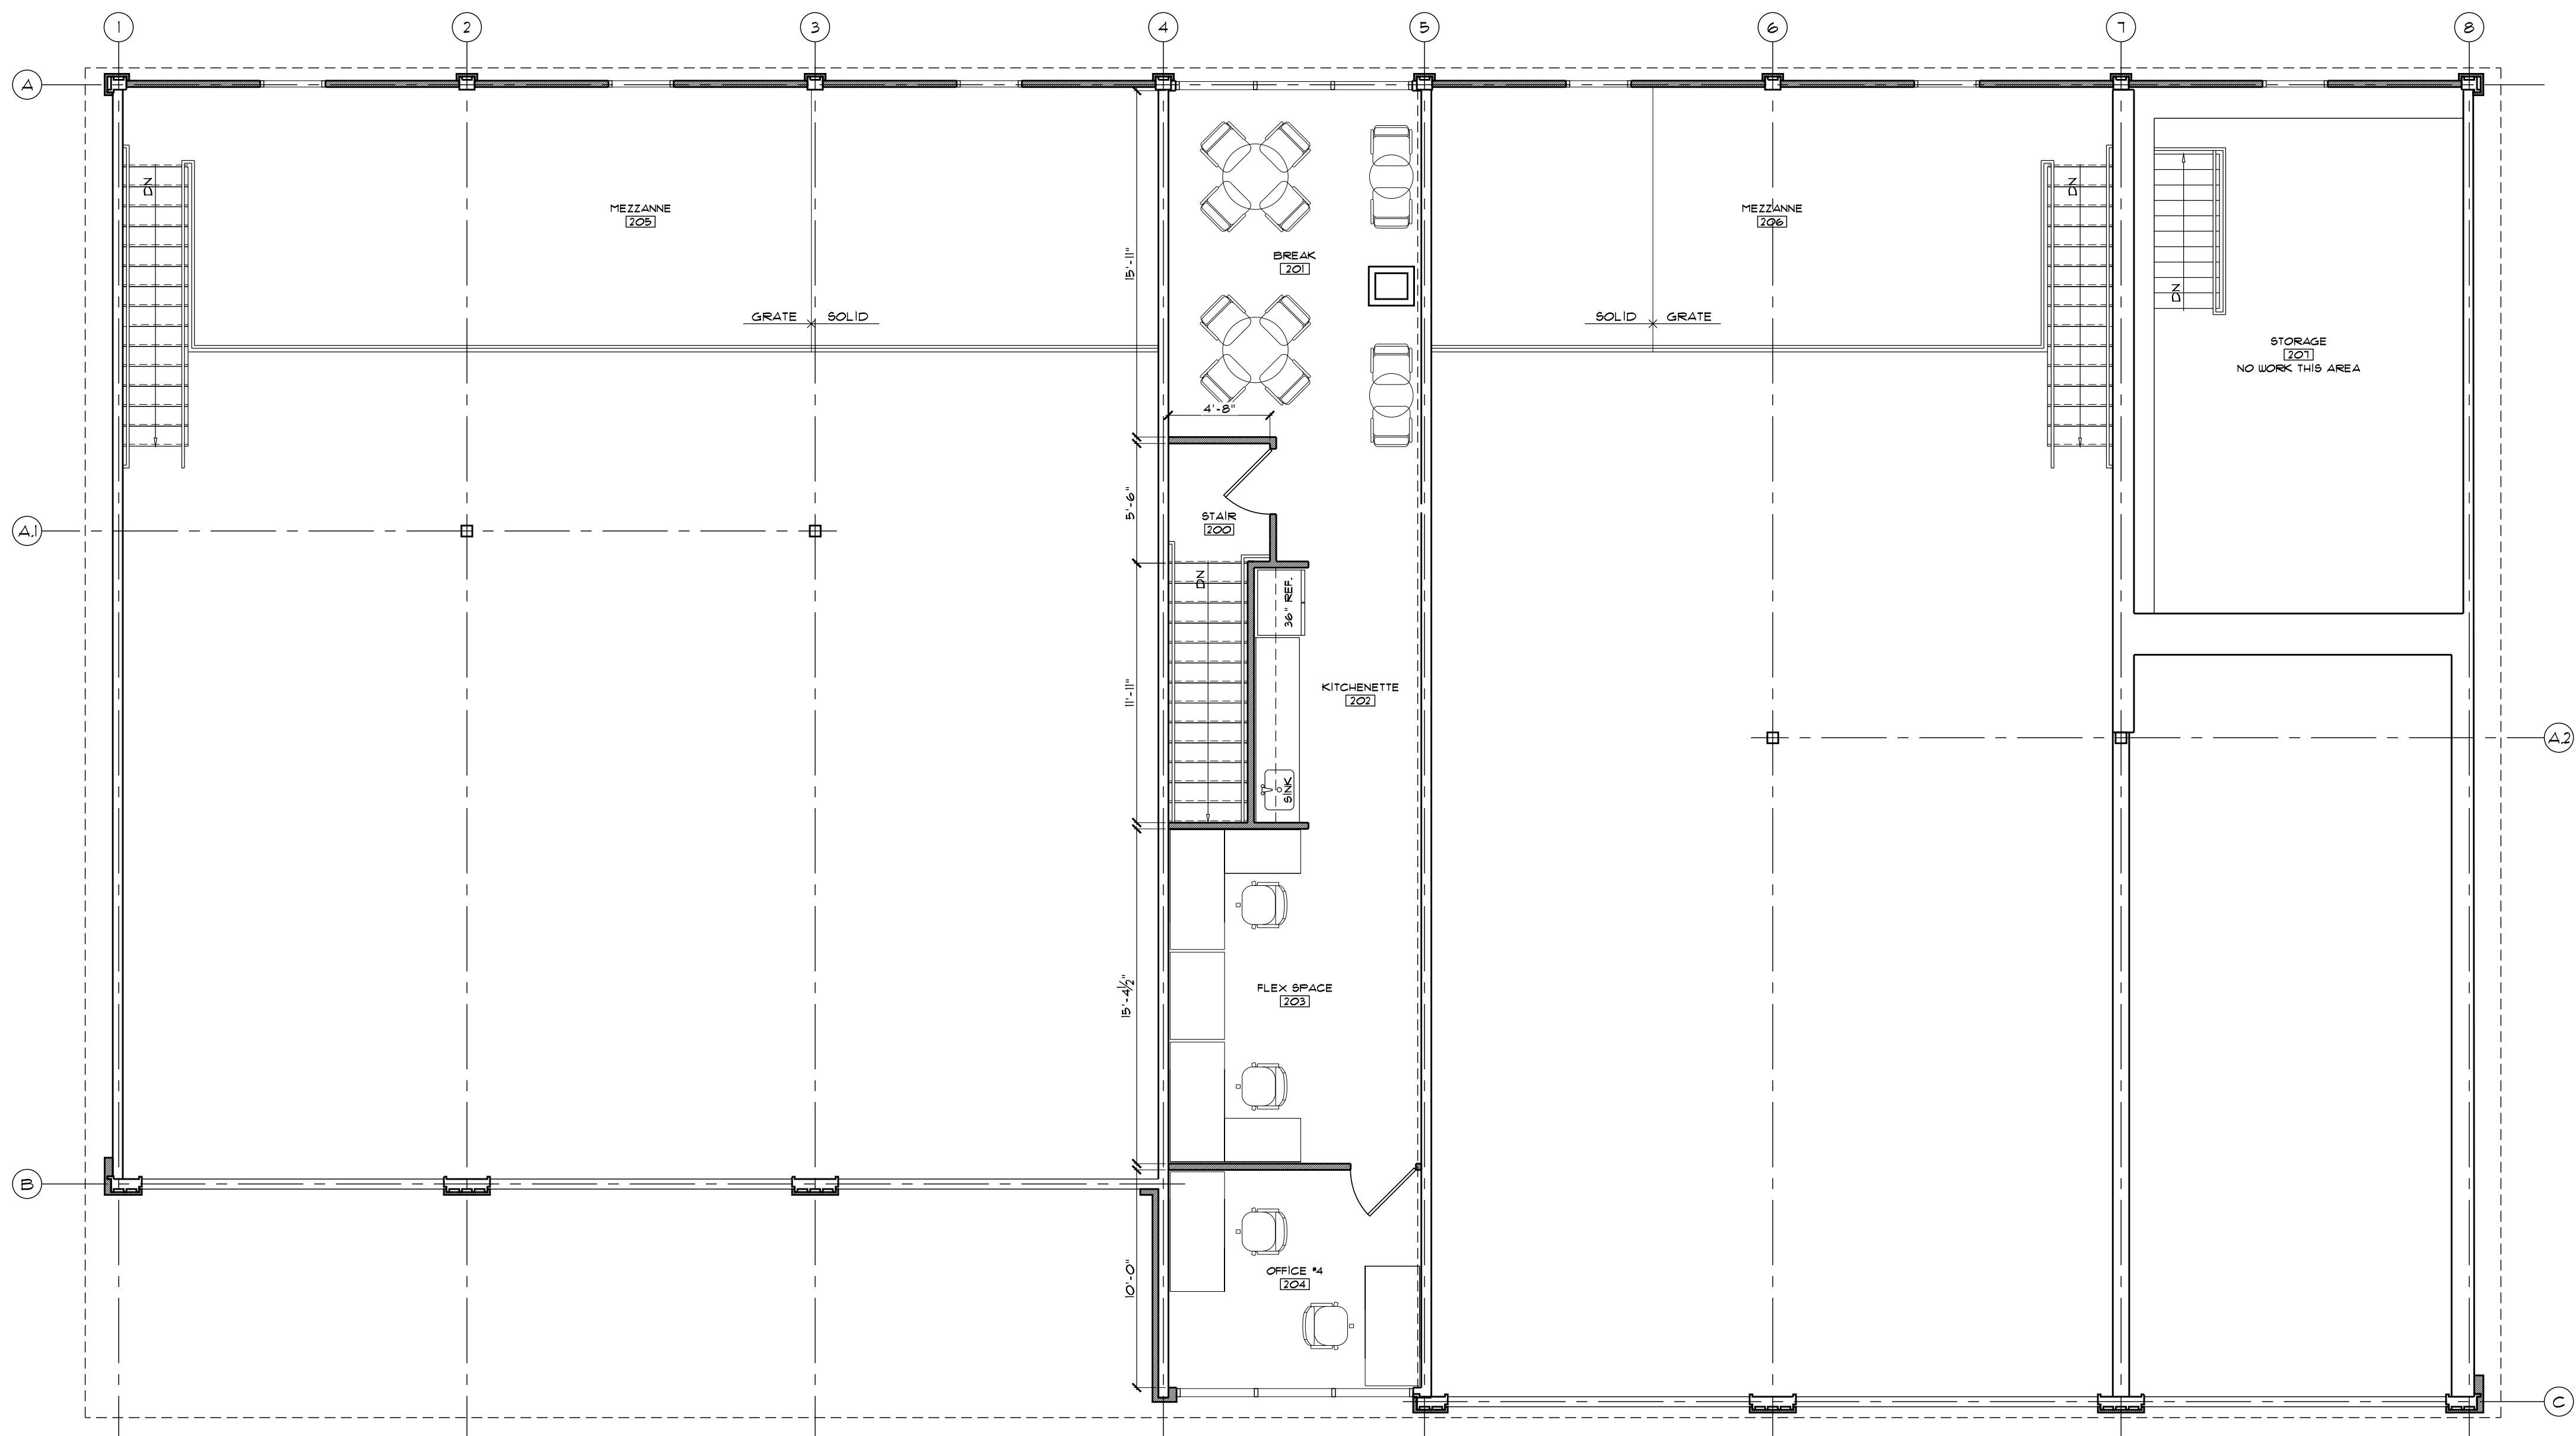 1 2 3 4 5 6 7 8
A
DN
DN
DN
MEZZANNE
205
MEZZANNE
206
BREAK
201
15'-11"
GRATE SOLID
SOLID GRATE
STORAGE
207
NO WORK THIS AREA
4'-8"
5'-6"
STAIR
200
A.1
DN
36" REF.
11'-11"
KITCHENETTE
202
A.2
SINK
15'-4½"
FLEX SPACE
203
B
OFFICE #4
204
10'-0"
C